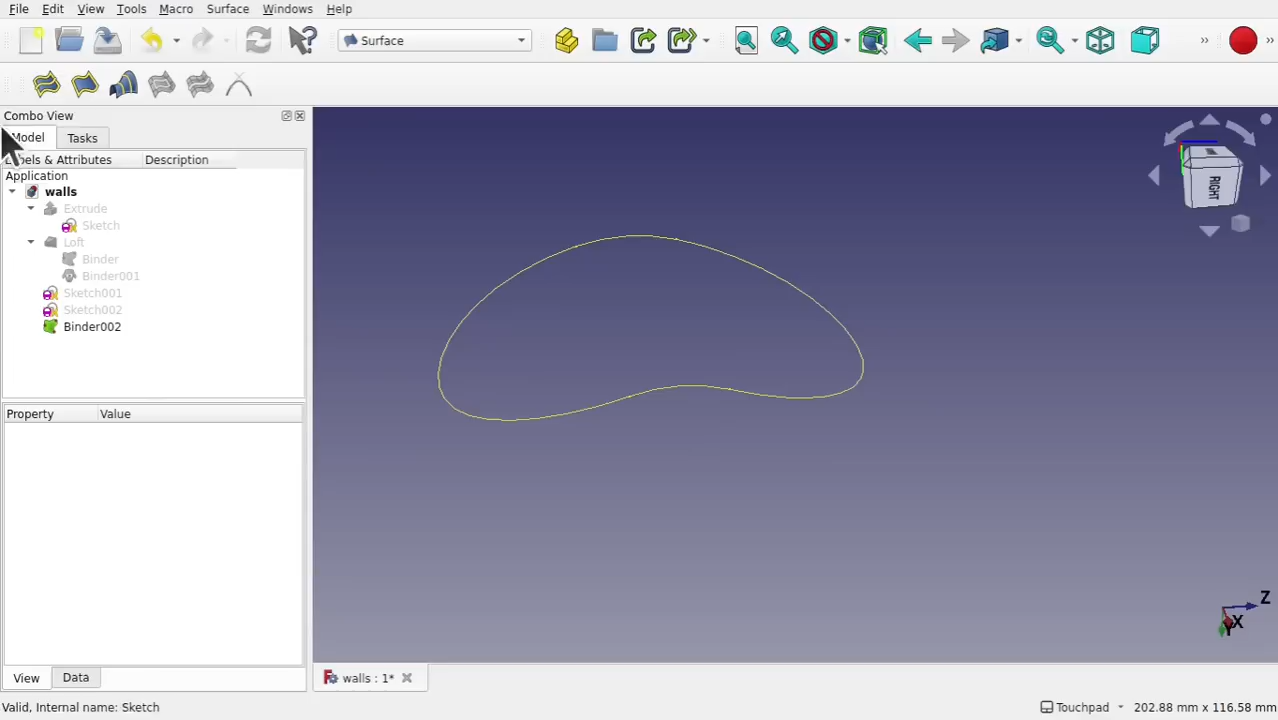 File Edit View Tools Macro Surface Windows Help
Surface
Combo View
Model Tasks
Labels & Attributes Description
Application
walls
Extrude
Sketch
Loft
Binder
Binder001
Sketch001
Sketch002
Binder002
Property Value
View Data
RIGHT
Z
X
Y
walls : 1*
Valid, Internal name: Sketch
Touchpad 202.88 mm x 116.58 mm